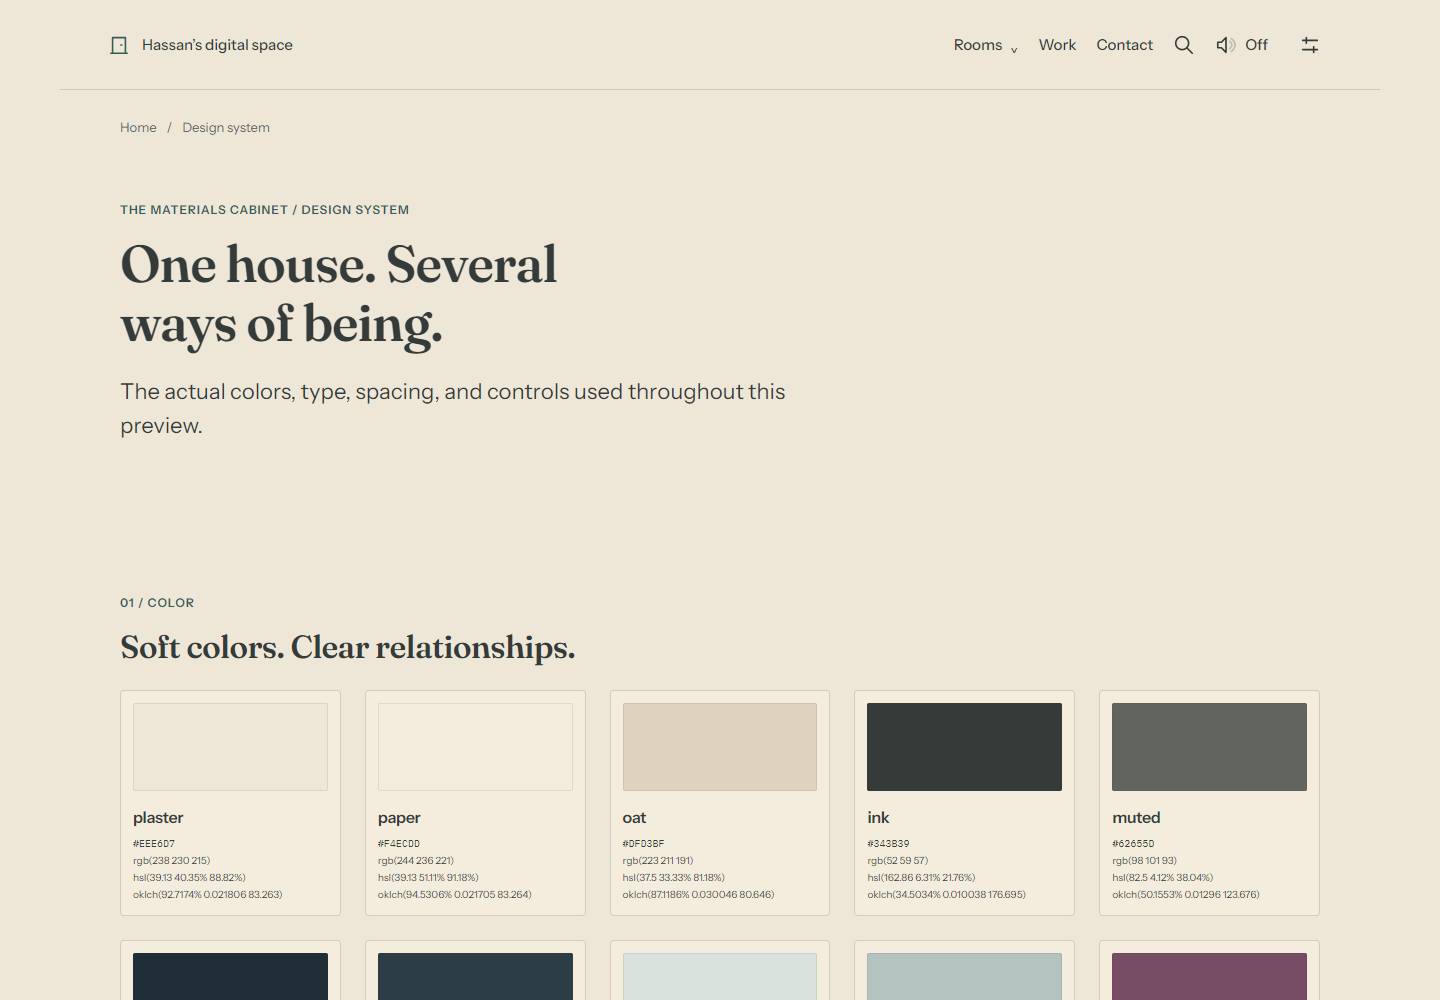 Hassan’s digital space
Rooms
Work
Contact
Off
Home / Design system
THE MATERIALS CABINET / DESIGN SYSTEM
One house. Several
ways of being.
The actual colors, type, spacing, and controls used throughout this
preview.
01 / COLOR
Soft colors. Clear relationships.
plaster
#EEE6D7
rgb(238 230 215)
hsl(39.13 40.35% 88.82%)
oklch(92.7174% 0.021806 83.263)
paper
#F4ECDD
rgb(244 236 221)
hsl(39.13 51.11% 91.18%)
oklch(94.5306% 0.021705 83.264)
oat
#DFD3BF
rgb(223 211 191)
hsl(37.5 33.33% 81.18%)
oklch(87.1186% 0.030046 80.646)
ink
#343B39
rgb(52 59 57)
hsl(162.86 6.31% 21.76%)
oklch(34.5034% 0.010038 176.695)
muted
#62655D
rgb(98 101 93)
hsl(82.5 4.12% 38.04%)
oklch(50.1553% 0.01296 123.676)